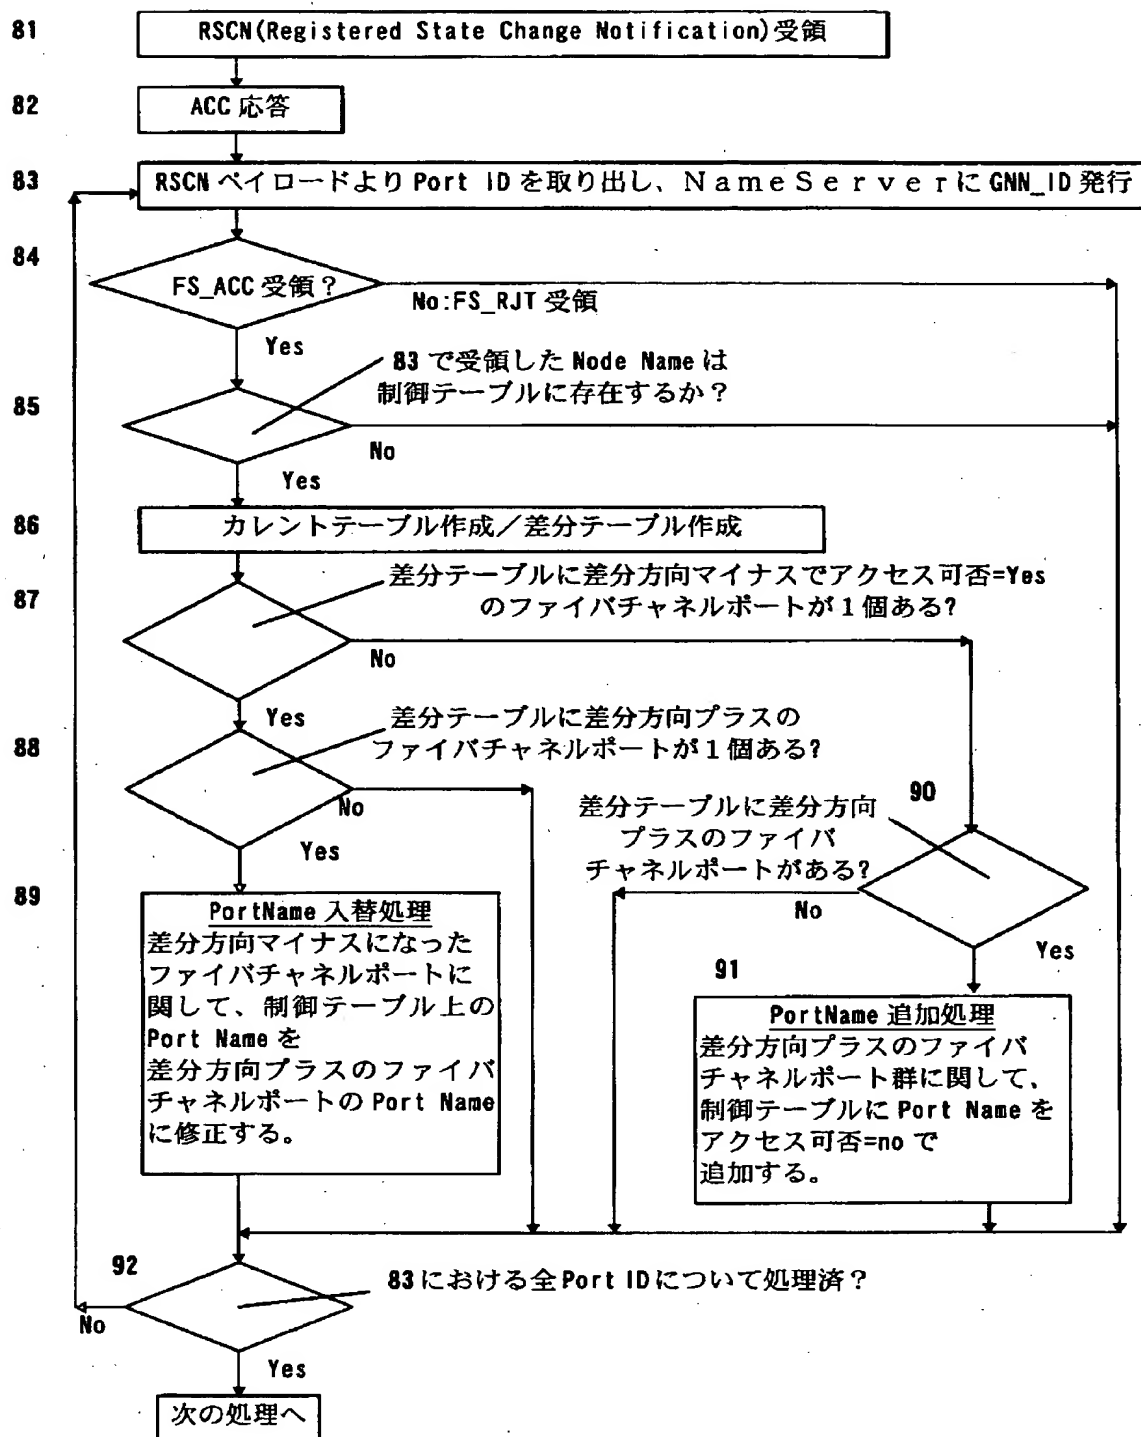 81
RSCN(Registered State Change Notification)受領
82
ACC 応答
83
RSCN ペイロードより Port ID を取り出し、NameServerに GNN_ID 発行
84
FS_ACC 受領?
No:FS_RJT 受領
Yes
83 で受領した Node Name は
制御テーブルに存在するか?
85
No
Yes
86
カレントテーブル作成/差分テーブル作成
87
差分テーブルに差分方向マイナスでアクセス可否=Yes
のファイバチャネルポートが1個ある?
No
Yes
88
差分テーブルに差分方向プラスの
ファイバチャネルポートが1個ある?
No
Yes
90
差分テーブルに差分方向
プラスのファイバ
チャネルポートがある?
No
Yes
89
PortName 入替処理
差分方向マイナスになった
ファイバチャネルポートに
関して、制御テーブル上の
Port Name を
差分方向プラスのファイバ
チャネルポートの Port Name
に修正する。
91
PortName 追加処理
差分方向プラスのファイバ
チャネルポート群に関して、
制御テーブルに Port Name を
アクセス可否=no で
追加する。
92
83 における全 Port ID について処理済?
No
Yes
次の処理へ